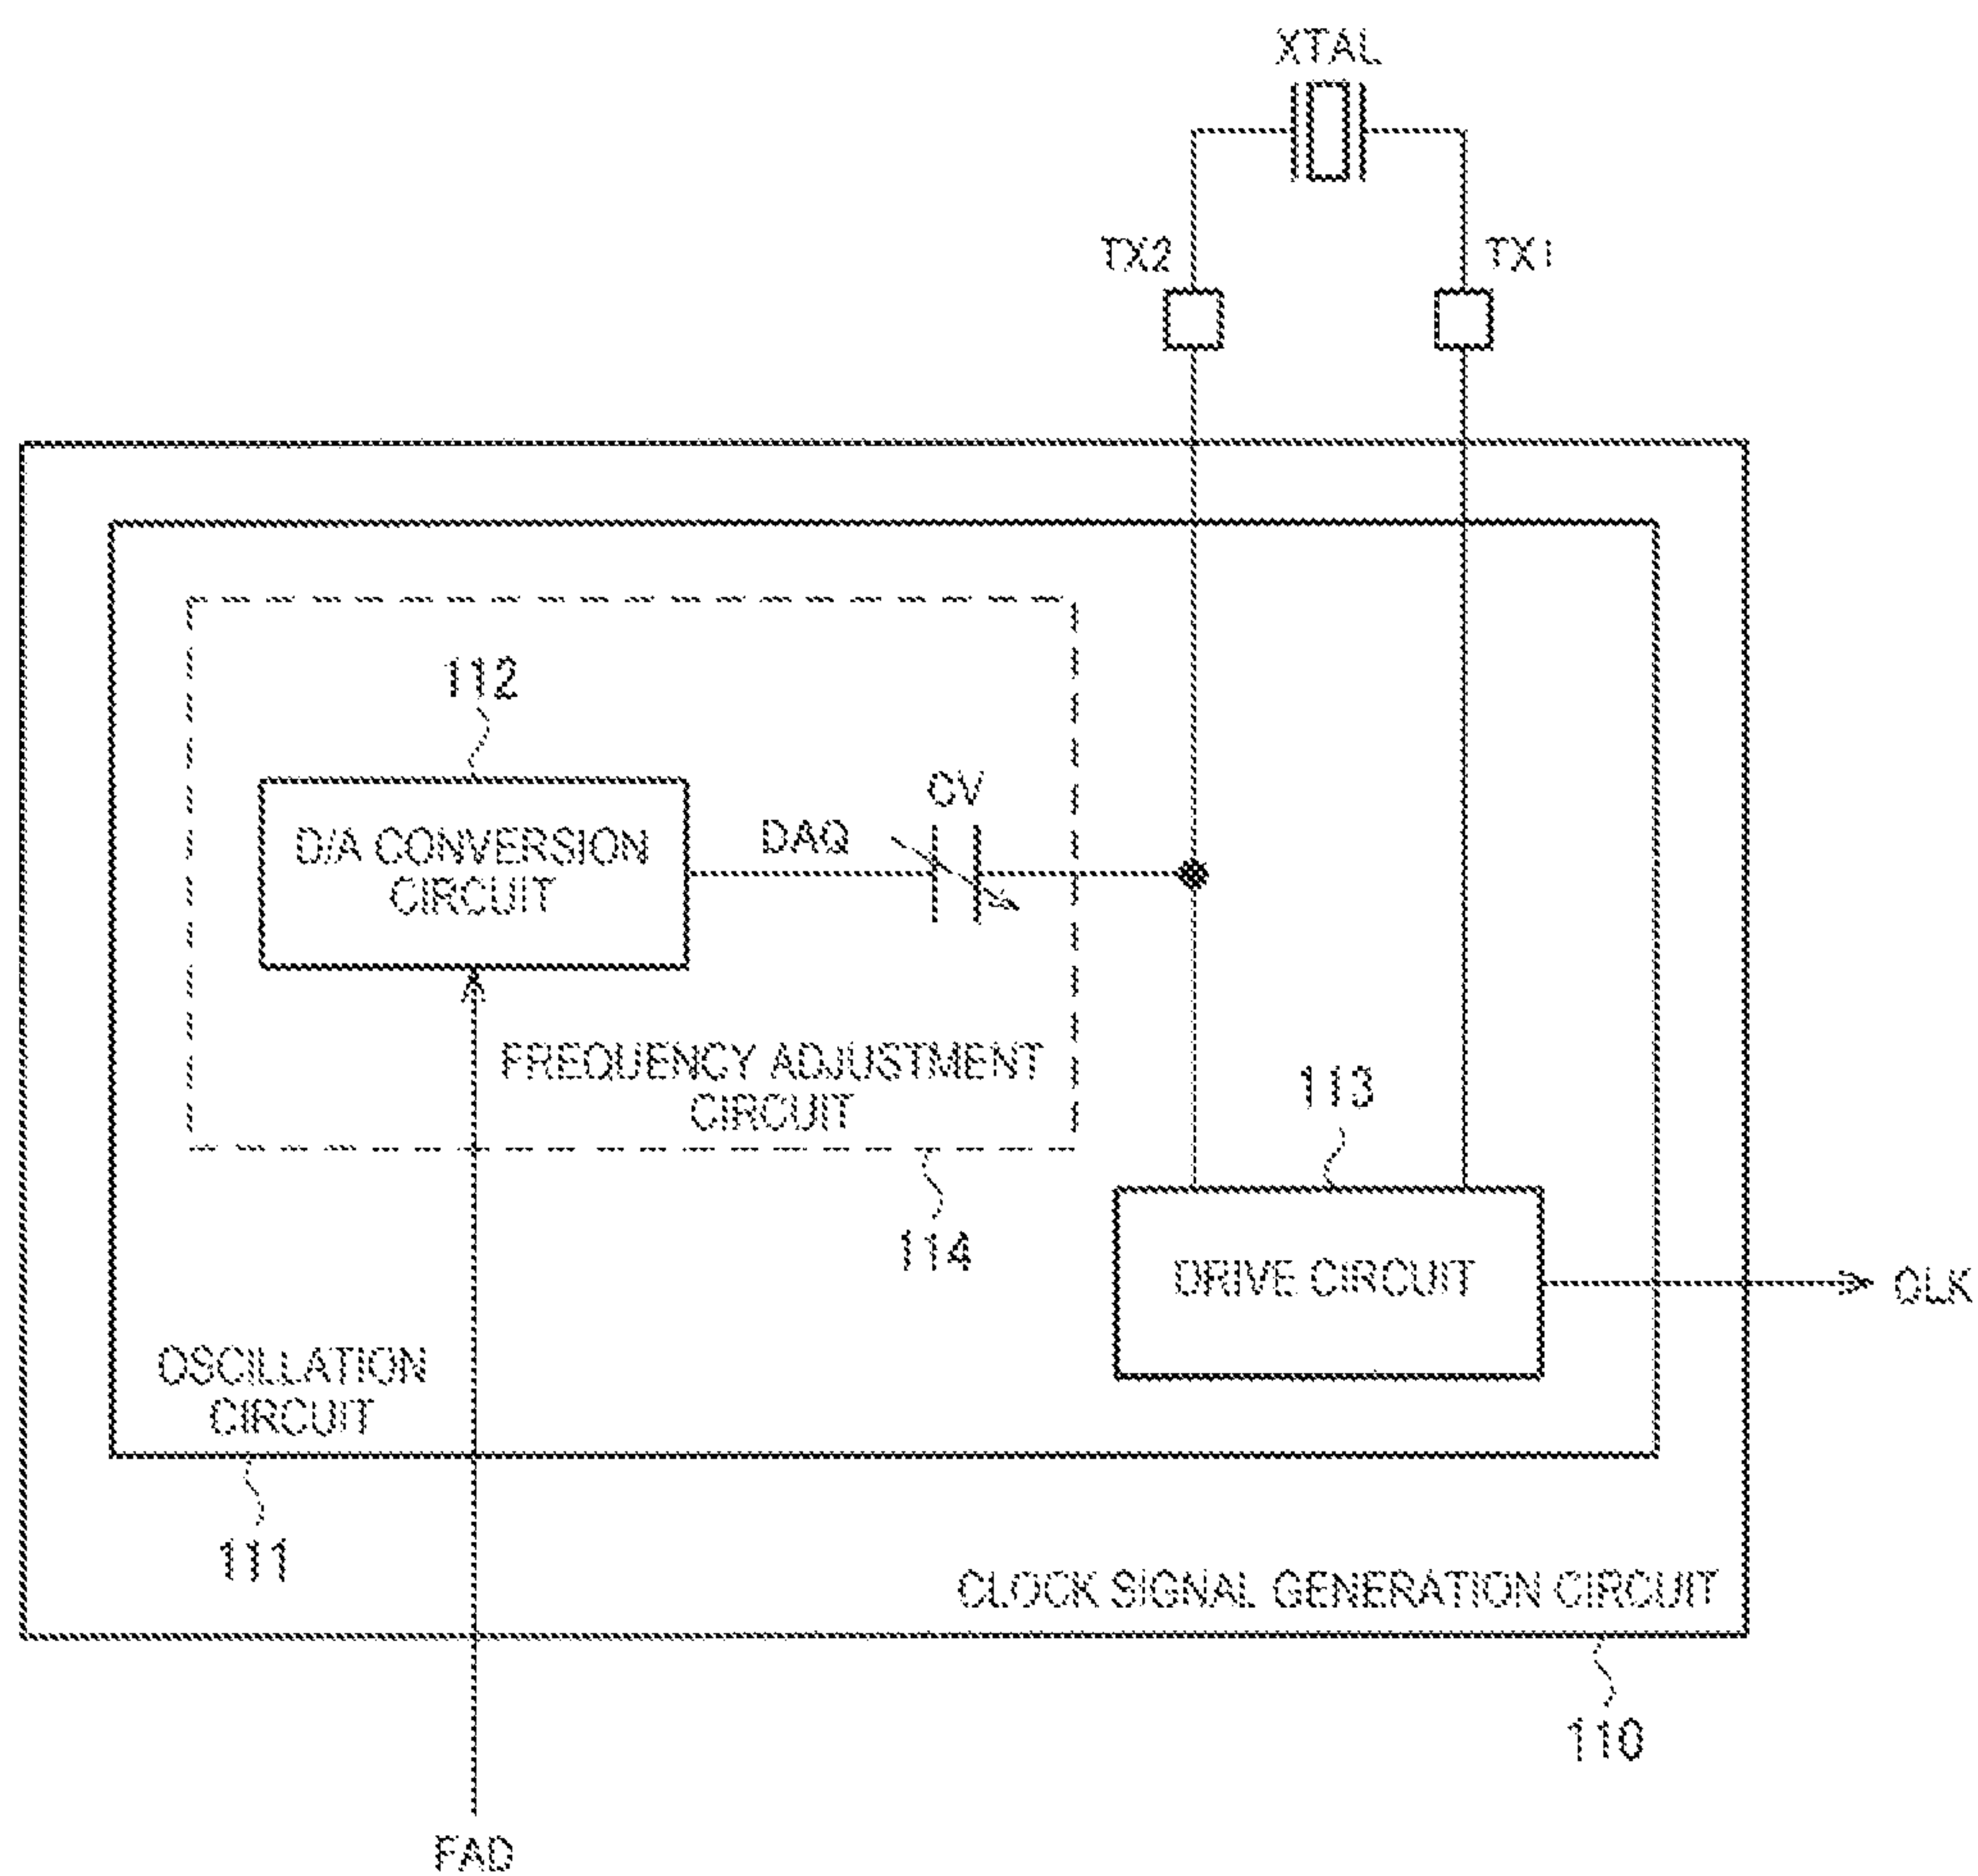 XTAL
TX2
TX1
112
CV
D/A CONVERSION
CIRCUIT
DAQ
FREQUENCY ADJUSTMENT
CIRCUIT
113
114
DRIVE CIRCUIT
CLK
OSCILLATION
CIRCUIT
111
CLOCK SIGNAL GENERATION CIRCUIT
110
FAD